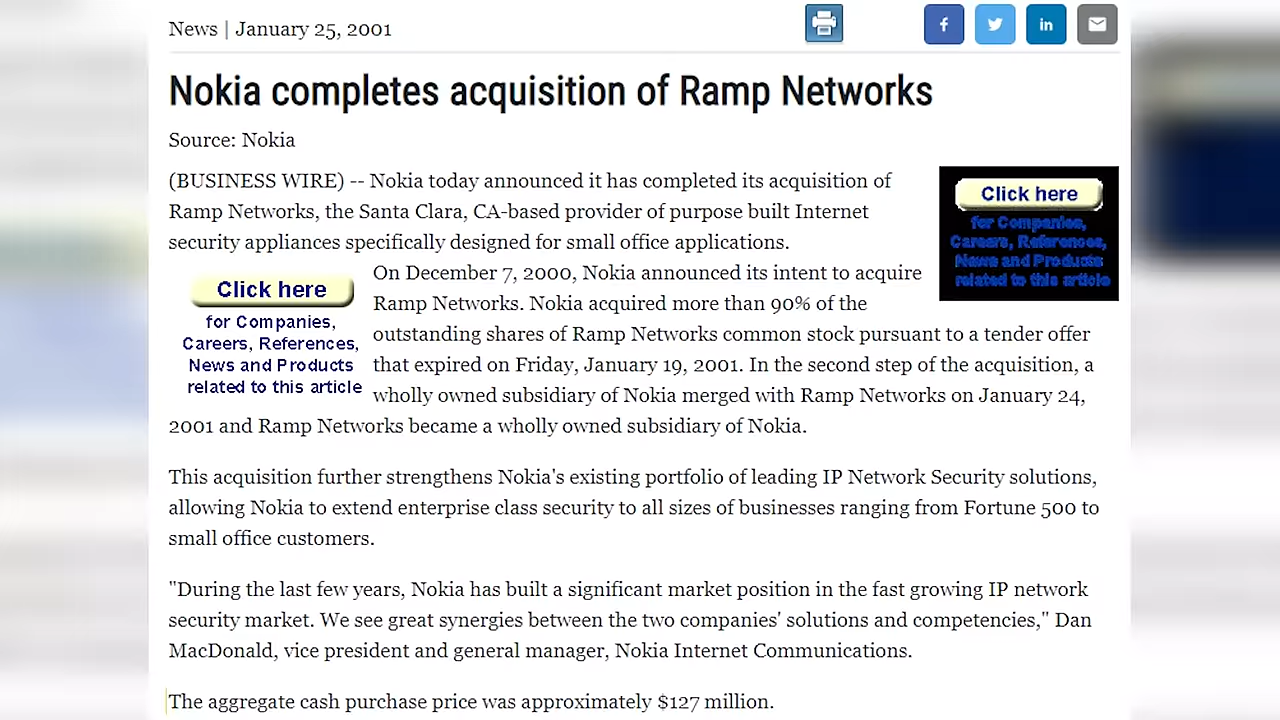 News | January 25, 2001
Nokia completes acquisition of Ramp Networks
Source: Nokia
(BUSINESS WIRE) -- Nokia today announced it has completed its acquisition of
Ramp Networks, the Santa Clara, CA-based provider of purpose built Internet
security appliances specifically designed for small office applications.
Click here
for Companies,
Careers, References,
News and Products
related to this article
On December 7, 2000, Nokia announced its intent to acquire
Ramp Networks. Nokia acquired more than 90% of the
outstanding shares of Ramp Networks common stock pursuant to a tender offer
that expired on Friday, January 19, 2001. In the second step of the acquisition, a
wholly owned subsidiary of Nokia merged with Ramp Networks on January 24,
2001 and Ramp Networks became a wholly owned subsidiary of Nokia.
Click here
for Companies,
Careers, References,
News and Products
related to this article
This acquisition further strengthens Nokia's existing portfolio of leading IP Network Security solutions,
allowing Nokia to extend enterprise class security to all sizes of businesses ranging from Fortune 500 to
small office customers.
"During the last few years, Nokia has built a significant market position in the fast growing IP network
security market. We see great synergies between the two companies' solutions and competencies," Dan
MacDonald, vice president and general manager, Nokia Internet Communications.
The aggregate cash purchase price was approximately $127 million.